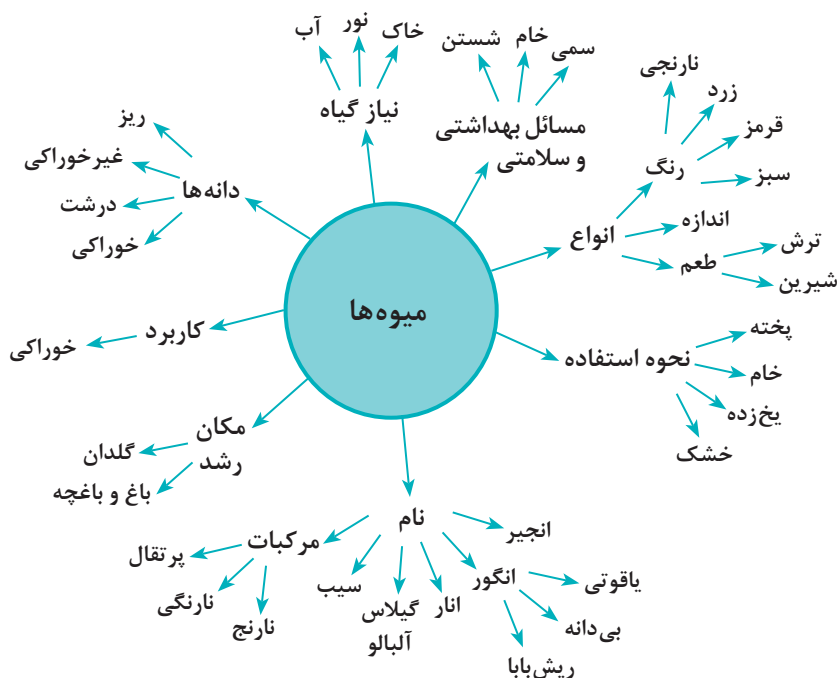 میوه‌ها
نیاز گیاه
خاک
نور
آب
مسائل بهداشتی
و سلامتی
سمی
خام
شستن
انواع
رنگ
نارنجی
زرد
قرمز
سبز
اندازه
طعم
ترش
شیرین
نحوه استفاده
پخته
خام
یخ‌زده
خشک
نام
انجیر
انگور
یاقوتی
بی‌دانه
ریش‌بابا
انار
گیلاس
آلبالو
سیب
مرکبات
پرتقال
نارنگی
نارنج
مکان
رشد
گلدان
باغ و باغچه
کاربرد
خوراکی
دانه‌ها
ریز
غیرخوراکی
درشت
خوراکی